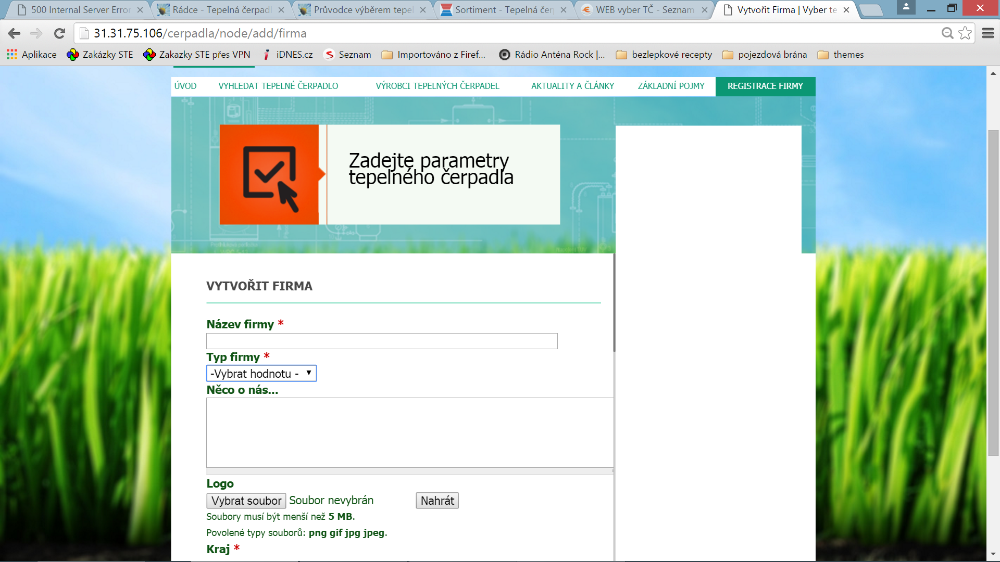 500 Internal Server Error
Rádce - Tepelná čerpadl
Průvodce výběrem tepel
Sortiment - Tepelná čerp
WEB vyber TČ - Seznam
Vytvořit Firma | Vyber te
31.31.75.106/cerpadla/node/add/firma
Aplikace
Zakázky STE
Zakazky STE přes VPN
iDNES.cz
Seznam
Importováno z Firef...
Rádio Anténa Rock |...
bezlepkové recepty
pojezdová brána
themes
ÚVOD
VYHLEDAT TEPELNÉ ČERPADLO
VÝROBCI TEPELNÝCH ČERPADEL
AKTUALITY A ČLÁNKY
ZÁKLADNÍ POJMY
REGISTRACE FIRMY
Zadejte parametry
tepelného čerpadla
VYTVOŘIT FIRMA
Název firmy *
Typ firmy *
-Vybrat hodnotu -
Něco o nás...
Logo
Vybrat soubor Soubor nevybrán
Nahrát
Soubory musí být menší než 5 MB.
Povolené typy souborů: png gif jpg jpeg.
Kraj *